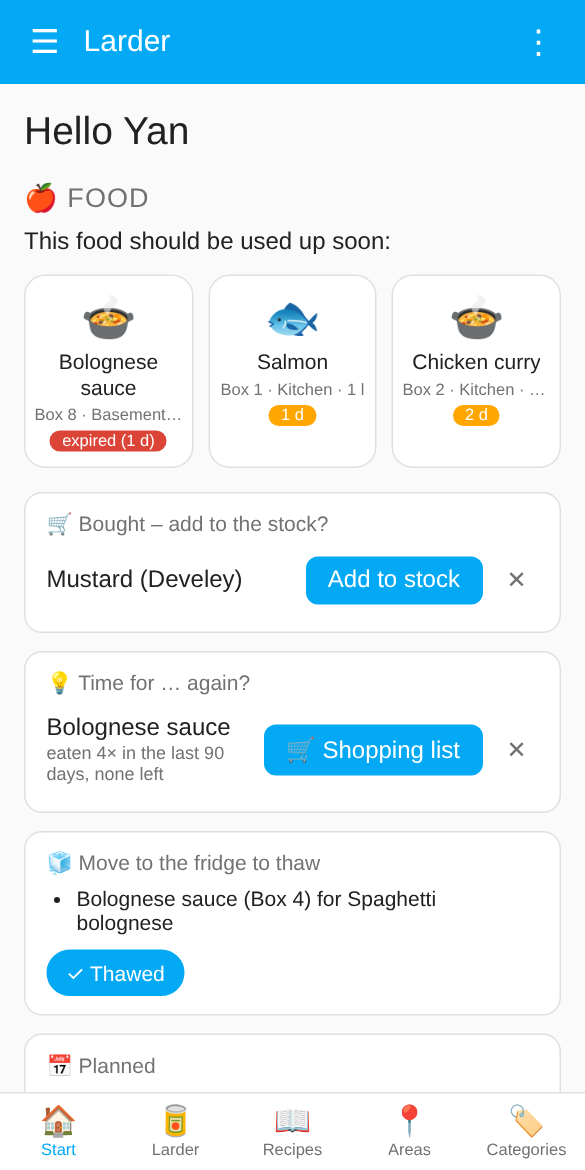 Larder
Hello Yan
FOOD
This food should be used up soon:
Bolognese
sauce
Box 8 · Basement…
expired (1 d)
Salmon
Box 1 · Kitchen · 1 l
1 d
Chicken curry
Box 2 · Kitchen · …
2 d
Bought – add to the stock?
Mustard (Develey)
Add to stock
✕
Time for … again?
Bolognese sauce
eaten 4× in the last 90
days, none left
Shopping list
✕
Move to the fridge to thaw
• Bolognese sauce (Box 4) for Spaghetti
bolognese
✓ Thawed
Planned
Start
Larder
Recipes
Areas
Categories